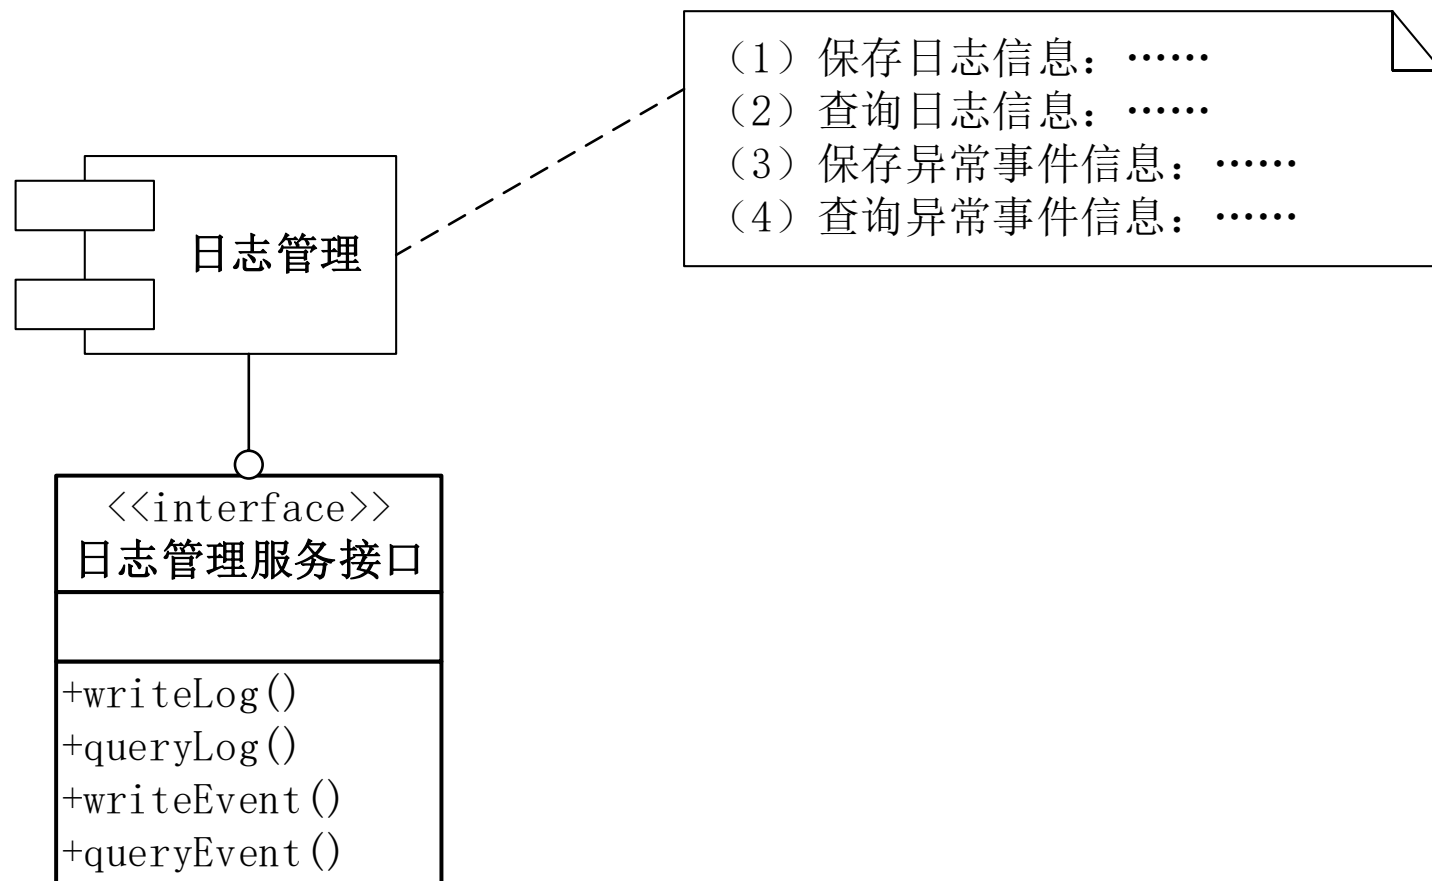 （1）保存日志信息：……
（2）查询日志信息：……
（3）保存异常事件信息：……
（4）查询异常事件信息：……
日志管理
<<interface>>
日志管理服务接口
+writeLog()
+queryLog()
+writeEvent()
+queryEvent()